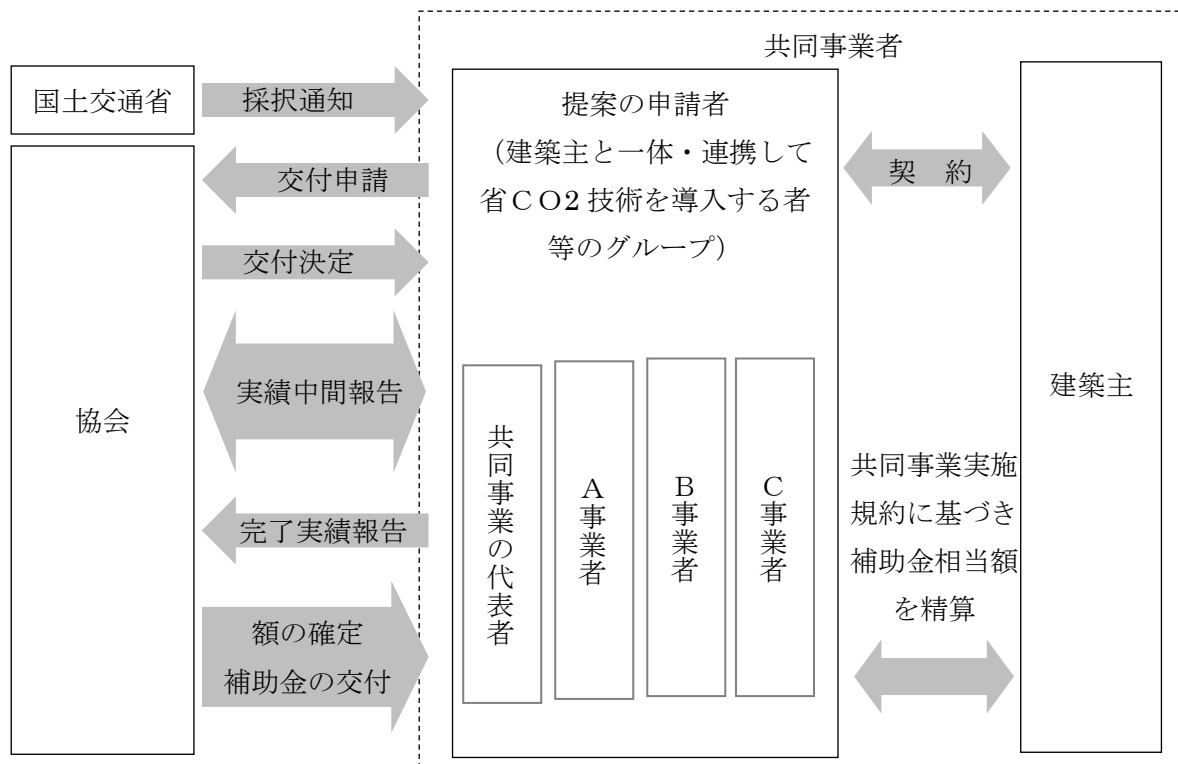 共同事業者
国土交通省
採択通知
交付申請
交付決定
実績中間報告
完了実績報告
額の確定
補助金の交付
協会
提案の申請者
（建築主と一体・連携して
省ＣＯ2 技術を導入する者
等のグループ）
共同事業の代表者
Ａ事業者
Ｂ事業者
Ｃ事業者
契　約
共同事業実施
規約に基づき
補助金相当額
を精算
建築主